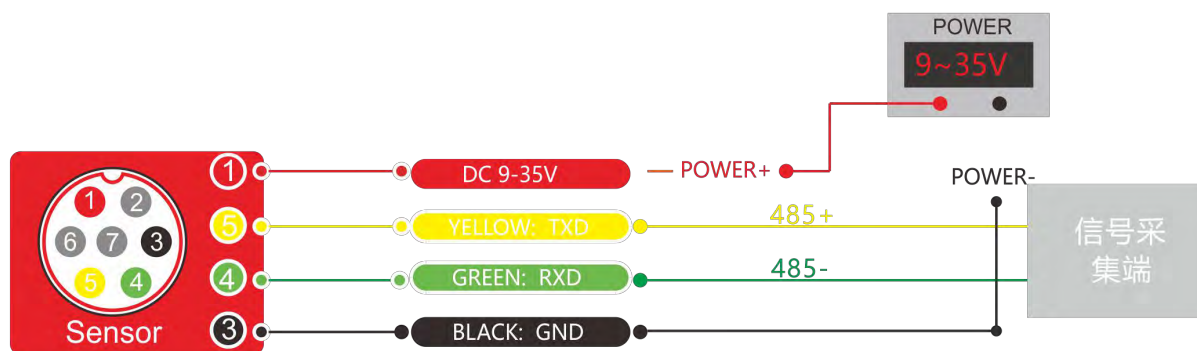 POWER
9~35V
1
DC 9-35V
POWER+
POWER-
1
2
5
YELLOW: TXD
485+
信号采
集端
6
7
3
5
4
4
GREEN: RXD
485-
Sensor
3
BLACK: GND